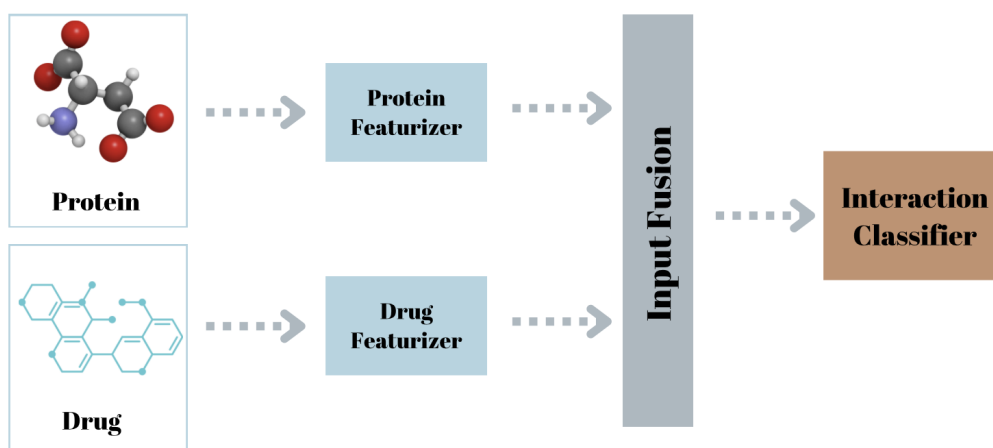 Protein
Protein
Featurizer
Drug
Drug
Featurizer
Input Fusion
Interaction
Classifier